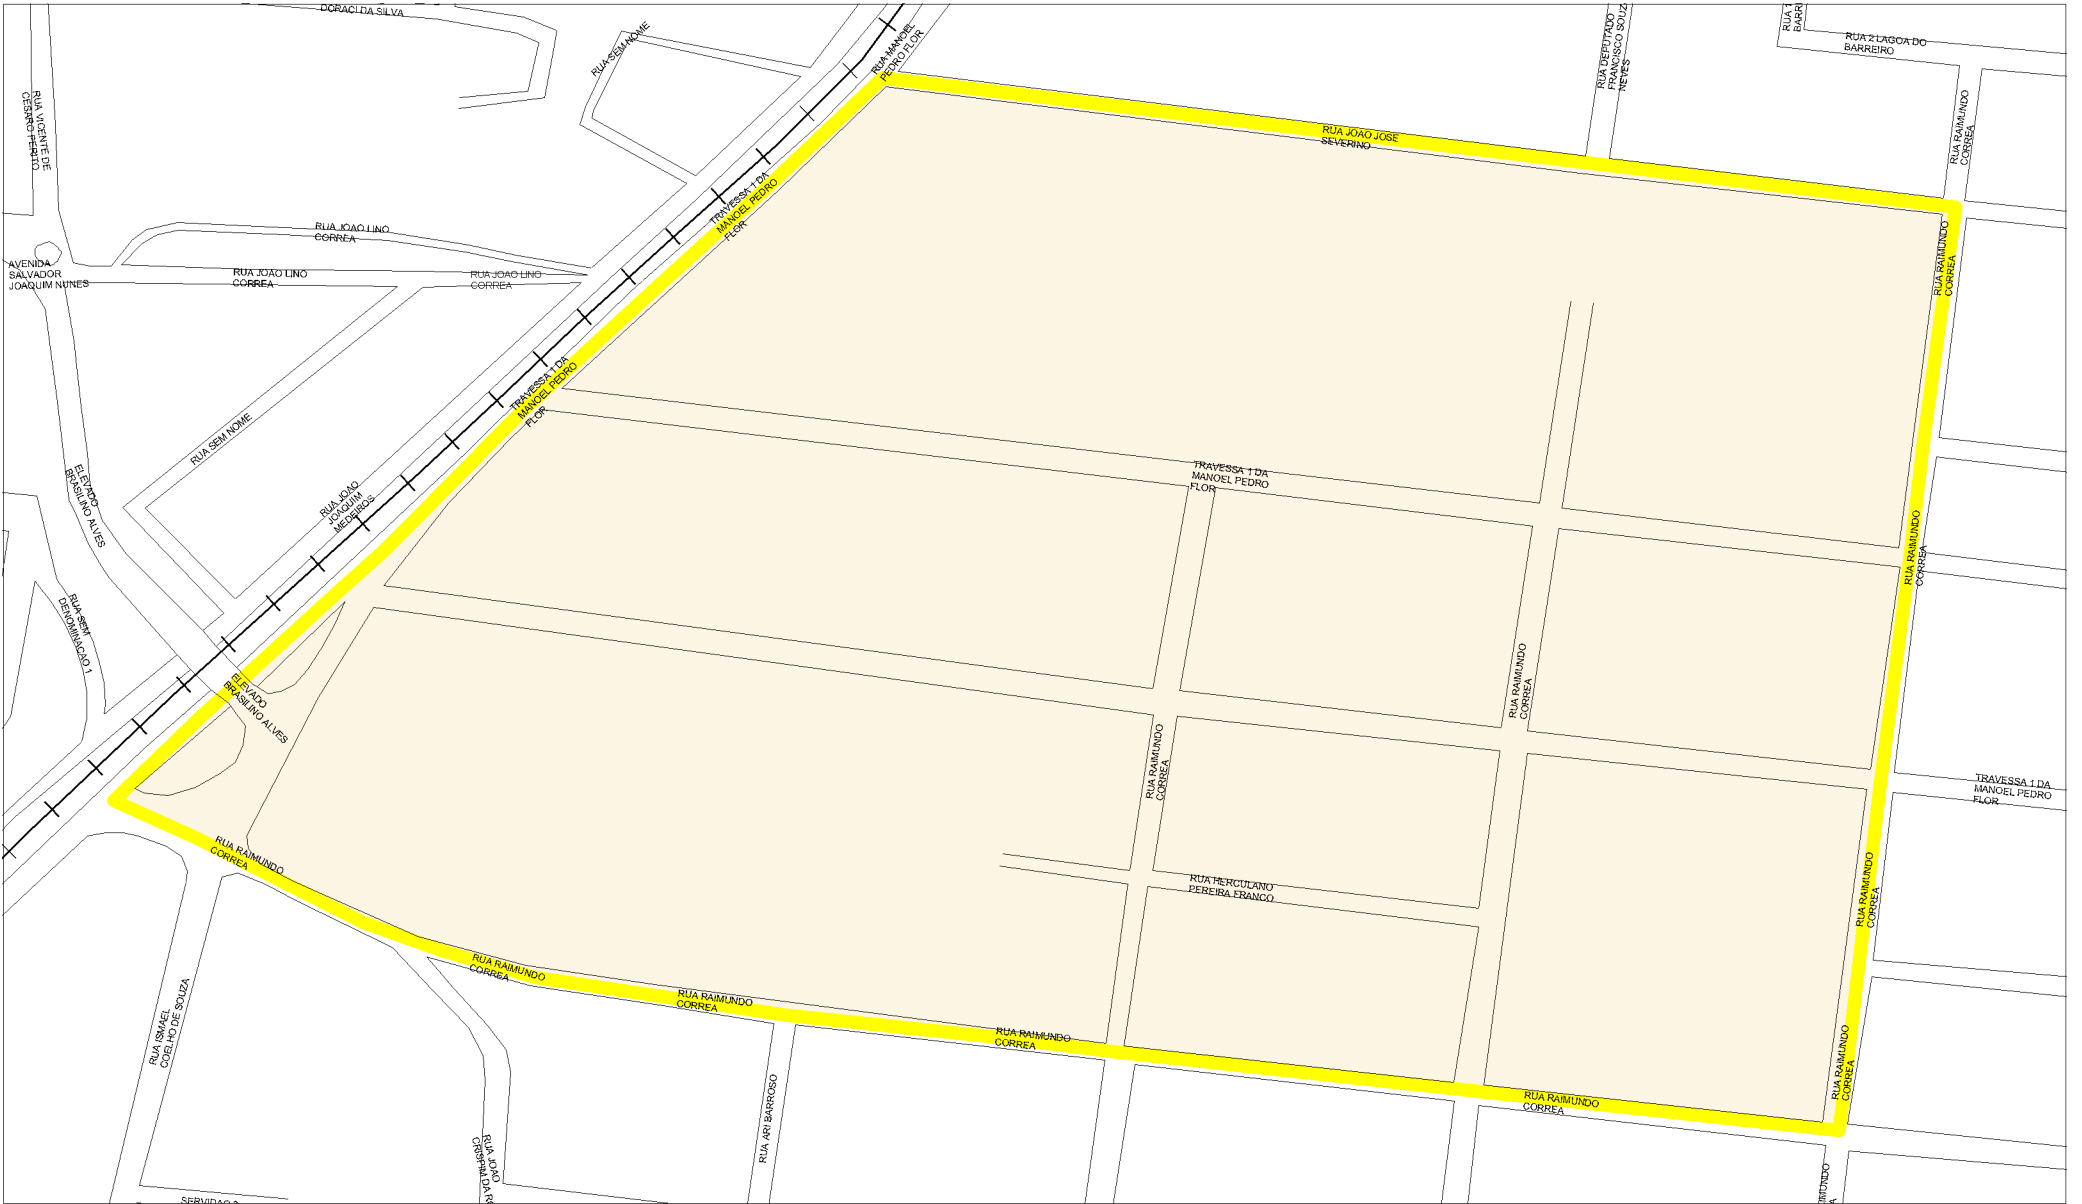 DORACI DA SILVA
RUA SEM NOME
RUA MANOEL
PEDRO FLOR
RUA DEPUTADO
FRANCISCO SOUZA
NEVES
RUA 2 LAGOA DO
BARREIRO
RUA VICENTE DE
CESARO PERITO
RUA JOAO JOSE
SEVERINO
RUA RAIMUNDO
CORREA
TRAVESSA 1 DA
MANOEL PEDRO
FLOR
RUA JOAO LINO
CORREA
AVENIDA
SALVADOR
JOAQUIM NUNES
RUA JOAO LINO
CORREA
RUA JOAO LINO
CORREA
RUA RAIMUNDO
CORREA
TRAVESSA 1 DA
MANOEL PEDRO
FLOR
RUA SEM NOME
ELEVADO
BRASILINO ALVES
RUA JOAO
JOAQUIM
MEDEIROS
TRAVESSA 1 DA
MANOEL PEDRO
FLOR
RUA RAIMUNDO
CORREA
RUA SEM
DENOMINACAO 1
ELEVADO
BRASILINO ALVES
RUA RAIMUNDO
CORREA
RUA RAIMUNDO
CORREA
TRAVESSA 1 DA
MANOEL PEDRO
FLOR
RUA RAIMUNDO
CORREA
RUA HERCULANO
PEREIRA FRANCO
RUA RAIMUNDO
CORREA
RUA RAIMUNDO
CORREA
RUA RAIMUNDO
CORREA
RUA RAIMUNDO
CORREA
RUA ISMAEL
COELHO DE SOUZA
RUA RAIMUNDO
CORREA
RUA RAIMUNDO
CORREA
RUA ARI BARROSO
RUA JOAO
CRISPIM DA
SERVIDAO